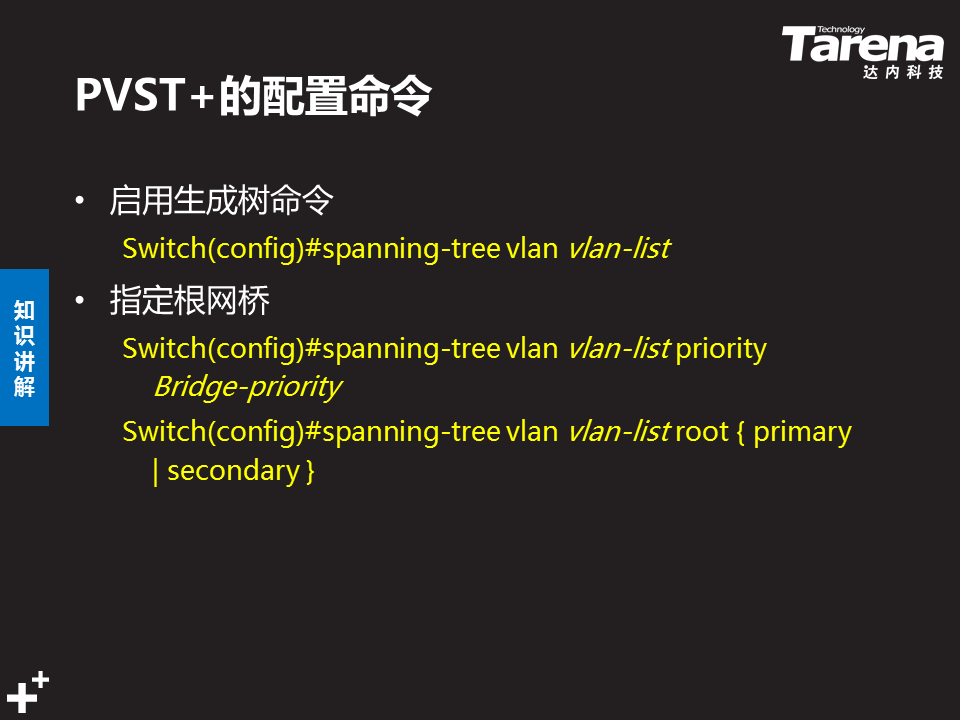 Technology
Tarena
达内科技
PVST+的配置命令
• 启用生成树命令
Switch(config)#spanning-tree vlan vlan-list
• 指定根网桥
Switch(config)#spanning-tree vlan vlan-list priority
Bridge-priority
Switch(config)#spanning-tree vlan vlan-list root { primary
| secondary }
知
识
讲
解